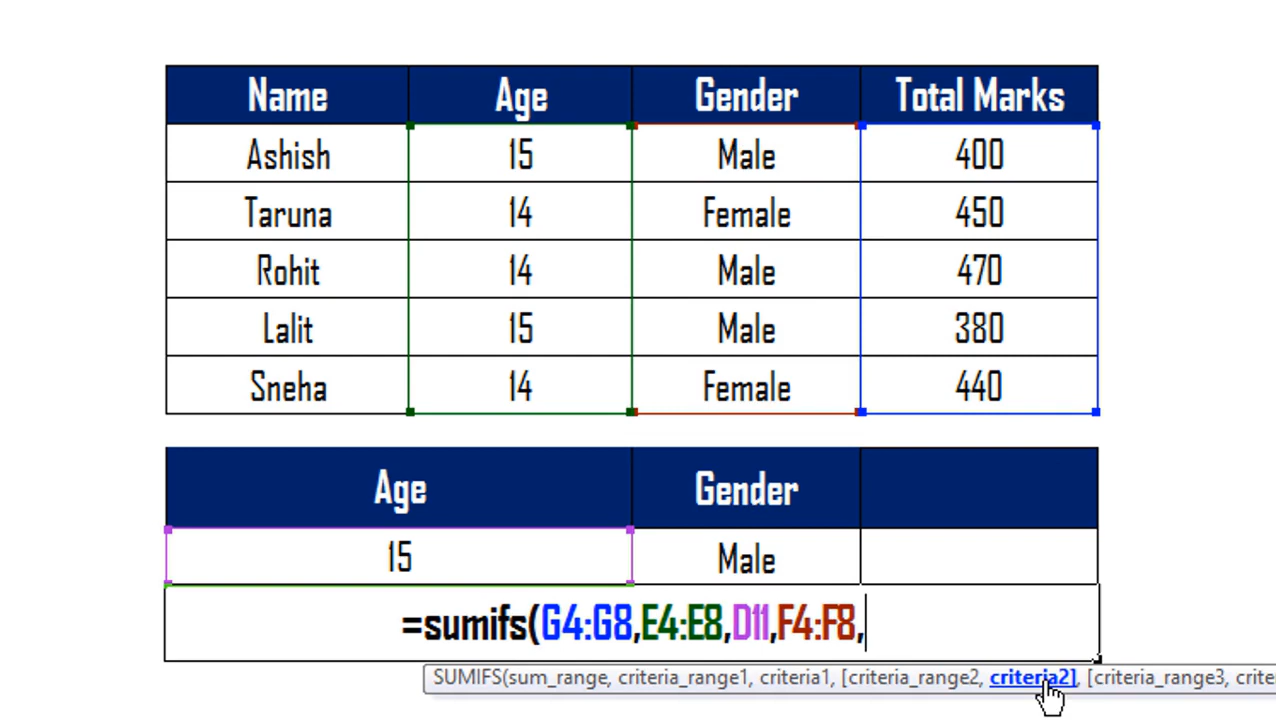 Name Age Gender Total Marks
Ashish 15 Male 400
Taruna 14 Female 450
Rohit 14 Male 470
Lalit 15 Male 380
Sneha 14 Female 440
Age Gender
15 Male
=sumifs(G4:G8,E4:E8,D11,F4:F8,
SUMIFS(sum_range, criteria_range1, criteria1, [criteria_range2, criteria2], [criteria_range3, crite